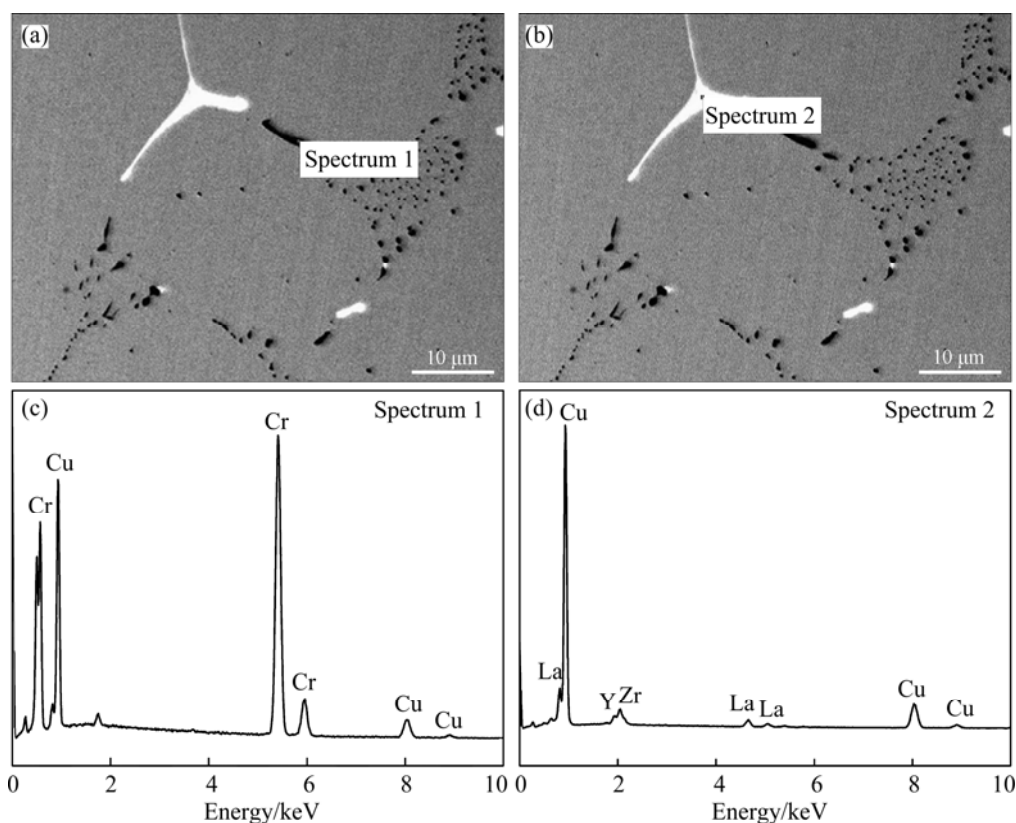 (a)
Spectrum 1
10 μm
(b)
Spectrum 2
10 μm
(c)
Spectrum 1
Cr
Cu
Cr
Cr
Cu
Cu
0
2
4
6
8
10
Energy/keV
(d)
Spectrum 2
Cu
La
Y
Zr
La
La
Cu
Cu
0
2
4
6
8
10
Energy/keV